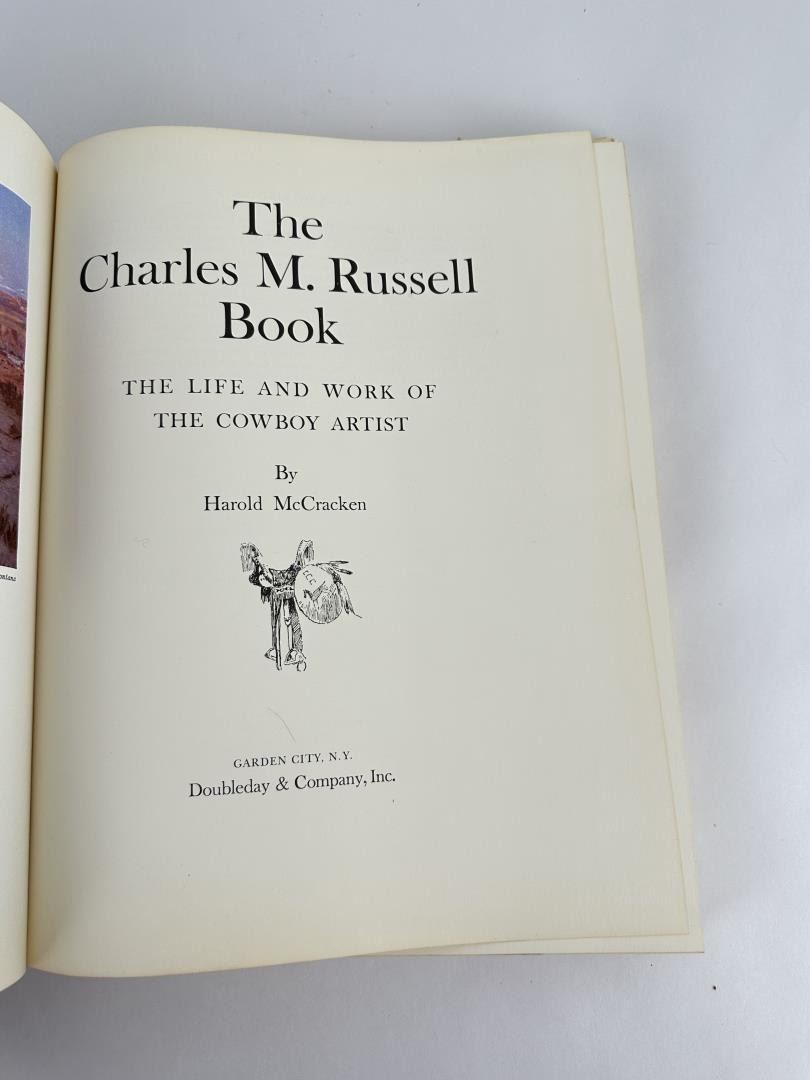 The
Charles M. Russell
Book
THE LIFE AND WORK OF
THE COWBOY ARTIST
By
Harold McCracken
GARDEN CITY, N.Y.
Doubleday & Company, Inc.